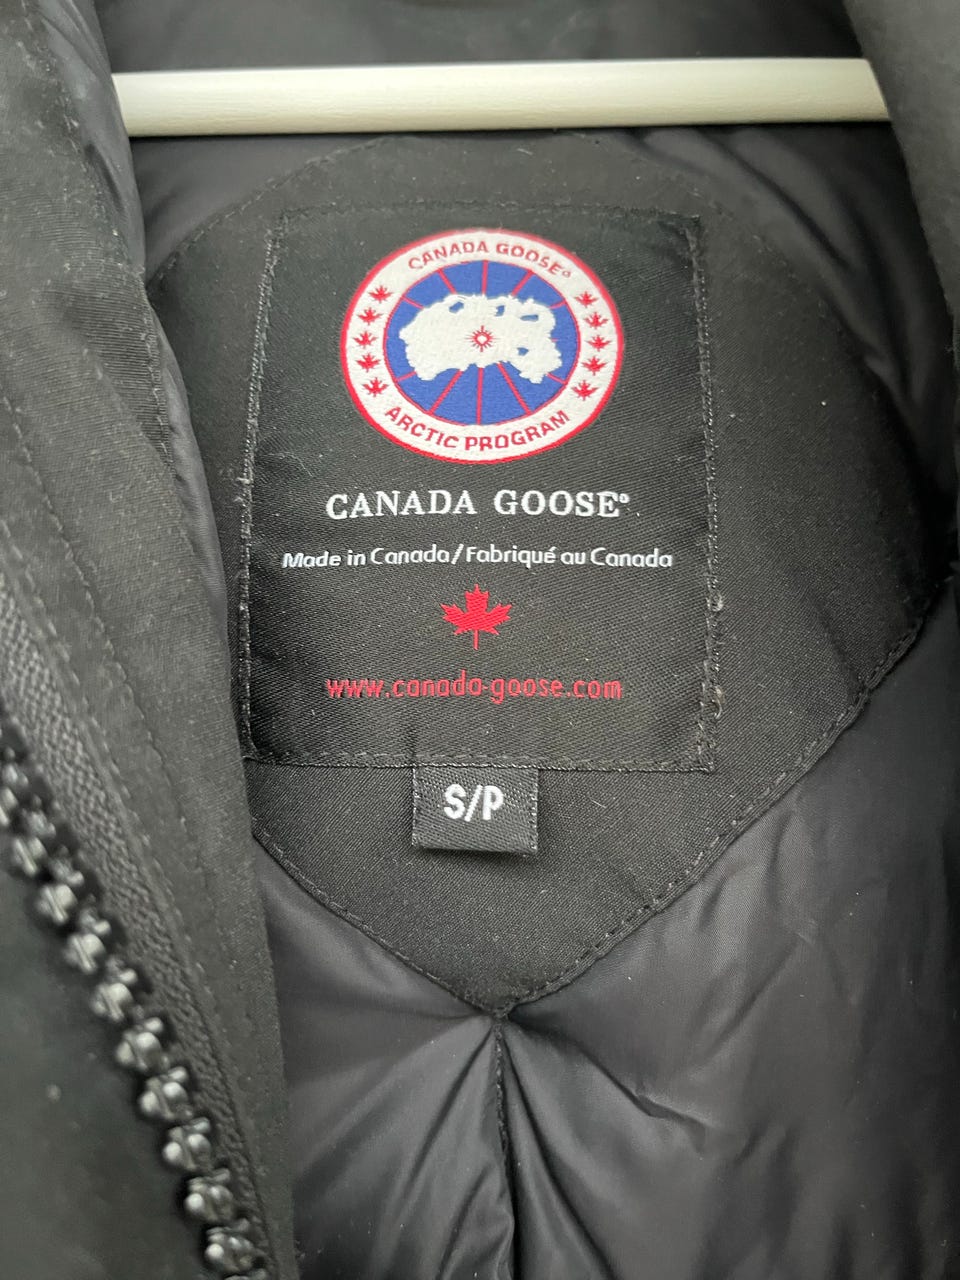 CANADA GOOSE®
ARCTIC PROGRAM
CANADA GOOSE®
Made in Canada/Fabriqué au Canada
www.canada-goose.com
S/P